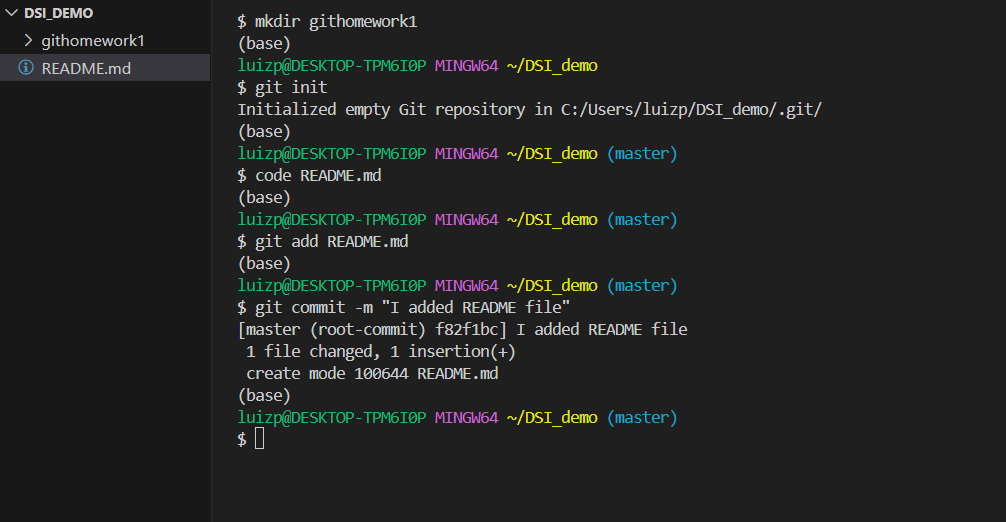 DSI_DEMO
githomework1
README.md
$ mkdir githomework1
(base)
luizp@DESKTOP-TPM6I0P MINGW64 ~/DSI_demo
$ git init
Initialized empty Git repository in C:/Users/luizp/DSI_demo/.git/
(base)
luizp@DESKTOP-TPM6I0P MINGW64 ~/DSI_demo (master)
$ code README.md
(base)
luizp@DESKTOP-TPM6I0P MINGW64 ~/DSI_demo (master)
$ git add README.md
(base)
luizp@DESKTOP-TPM6I0P MINGW64 ~/DSI_demo (master)
$ git commit -m "I added README file"
[master (root-commit) f82f1bc] I added README file
 1 file changed, 1 insertion(+)
 create mode 100644 README.md
(base)
luizp@DESKTOP-TPM6I0P MINGW64 ~/DSI_demo (master)
$